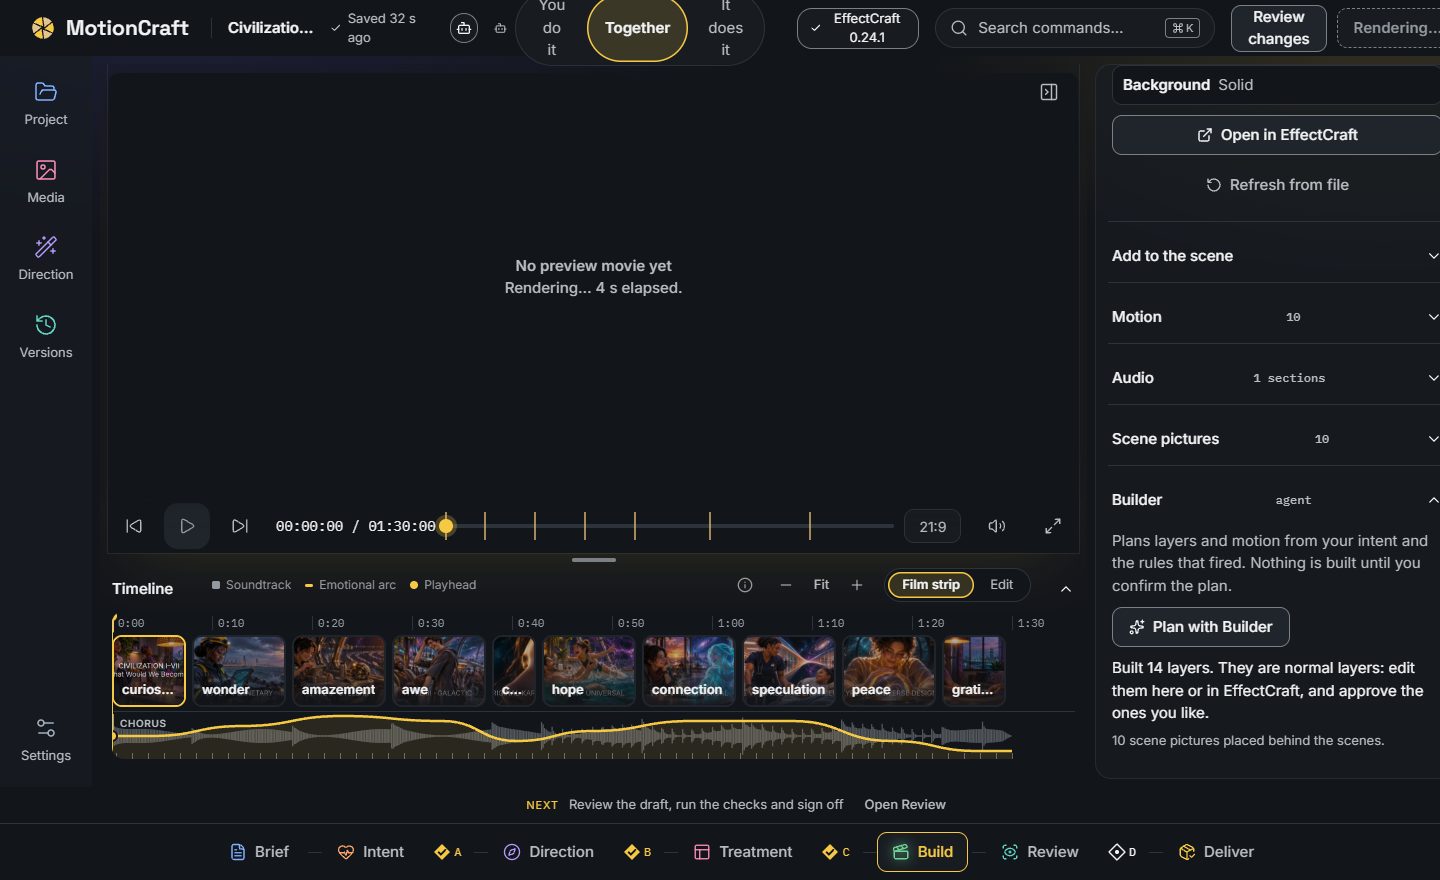 MotionCraft
Civilizatio...
Saved 32 s
ago
You
do
it
Together
It
does
it
EffectCraft
0.24.1
Search commands...
⌘ K
Review
changes
Rendering...
Project
Media
Direction
Versions
Settings
No preview movie yet
Rendering... 4 s elapsed.
00:00:00 / 01:30:00
21:9
Background Solid
Open in EffectCraft
Refresh from file
Add to the scene
Motion 10
Audio 1 sections
Scene pictures 10
Builder agent
Plans layers and motion from your intent and
the rules that fired. Nothing is built until you
confirm the plan.
Plan with Builder
Built 14 layers. They are normal layers: edit
them here or in EffectCraft, and approve the
ones you like.
10 scene pictures placed behind the scenes.
Timeline
Soundtrack Emotional arc Playhead
Fit
Film strip Edit
0:00 0:10 0:20 0:30 0:40 0:50 1:00 1:10 1:20 1:30
CIVILIZATION I-VII
hat Would We Becom
curios... wonder amazement awe c... hope connection speculation peace grati...
CHORUS
NEXT Review the draft, run the checks and sign off Open Review
Brief Intent A Direction B Treatment C Build Review D Deliver